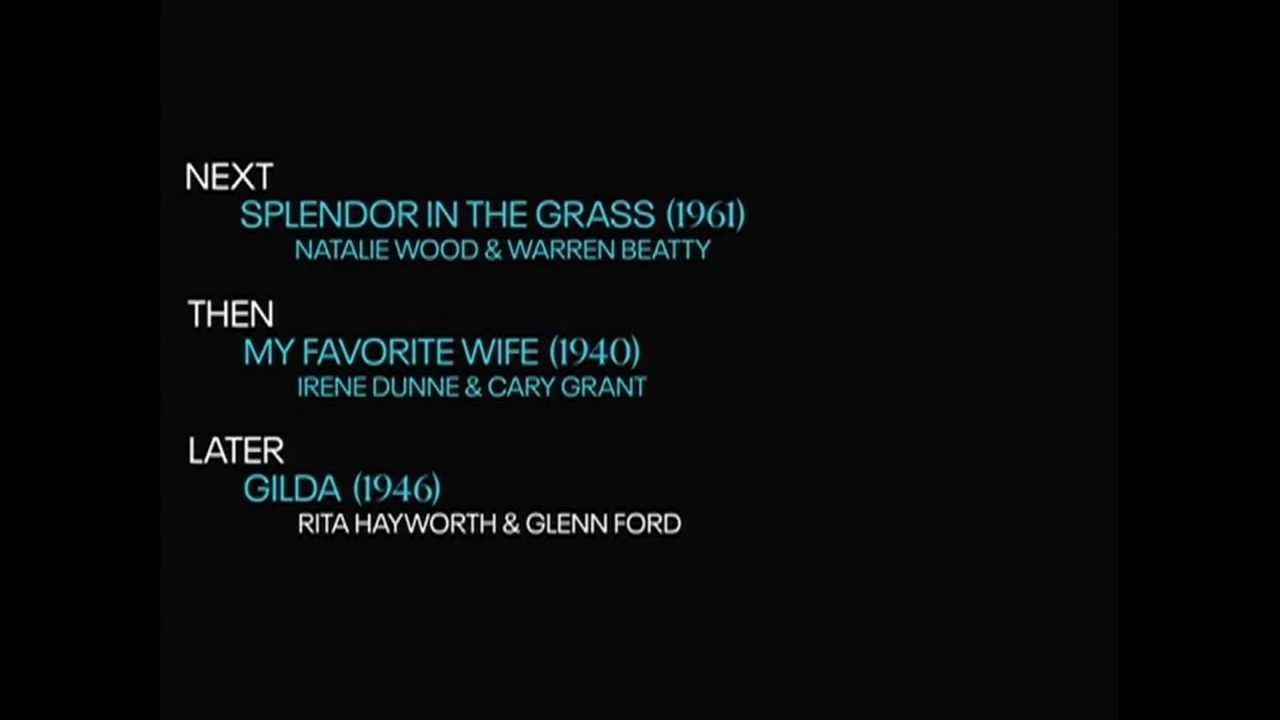 NEXT
SPLENDOR IN THE GRASS (1961)
NATALIE WOOD & WARREN BEATTY
THEN
MY FAVORITE WIFE (1940)
IRENE DUNNE & CARY GRANT
LATER
GILDA (1946)
RITA HAYWORTH & GLENN FORD